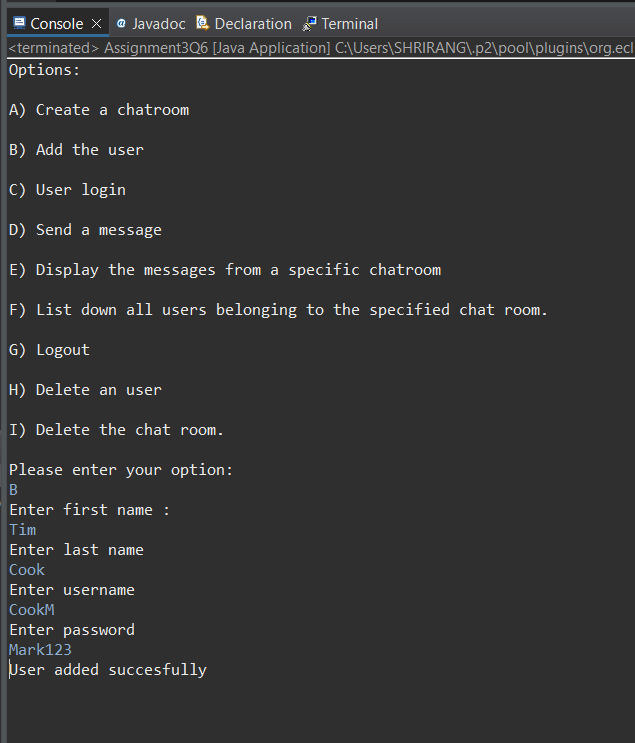 Console Javadoc Declaration Terminal
<terminated> Assignment3Q6 [Java Application] C:\Users\SHRIRANG\.p2\pool\plugins\org.ecl
Options:
A) Create a chatroom
B) Add the user
C) User login
D) Send a message
E) Display the messages from a specific chatroom
F) List down all users belonging to the specified chat room.
G) Logout
H) Delete an user
I) Delete the chat room.
Please enter your option:
B
Enter first name :
Tim
Enter last name
Cook
Enter username
CookM
Enter password
Mark123
User added succesfully